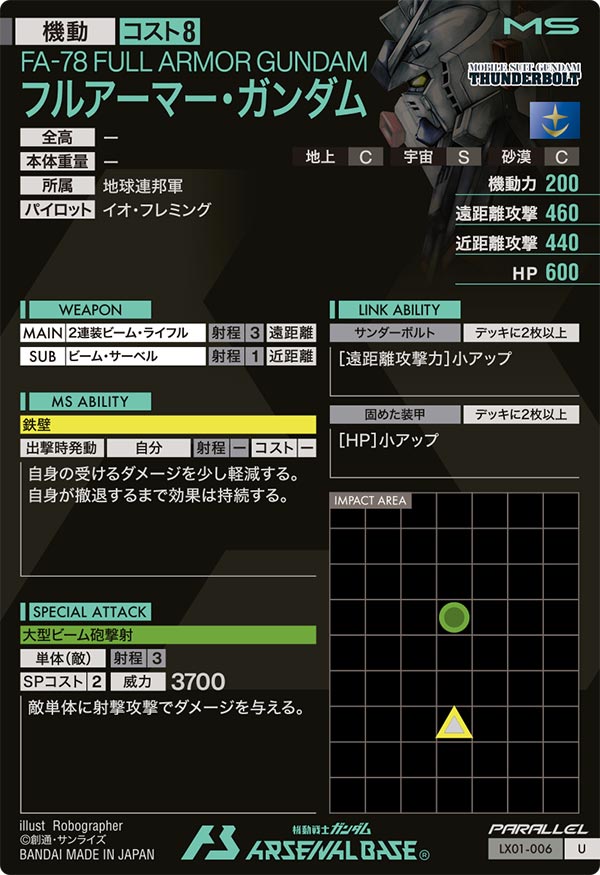 機動 コスト8 MS
FA-78 FULL ARMOR GUNDAM
フルアーマー・ガンダム
MOBILE SUIT GUNDAM
THUNDERBOLT
全高 —
本体重量 —
所属 地球連邦軍
パイロット イオ・フレミング
地上 C 宇宙 S 砂漠 C
機動力 200
遠距離攻撃 460
近距離攻撃 440
HP 600
WEAPON
MAIN 2連装ビーム・ライフル 射程 3 遠距離
SUB ビーム・サーベル 射程 1 近距離
MS ABILITY
鉄壁
出撃時発動 自分 射程 — コスト —
自身の受けるダメージを少し軽減する。
自身が撤退するまで効果は持続する。
SPECIAL ATTACK
大型ビーム砲撃射
単体(敵) 射程 3
SPコスト 2 威力 3700
敵単体に射撃攻撃でダメージを与える。
LINK ABILITY
サンダーボルト デッキに2枚以上
[遠距離攻撃力]小アップ
固めた装甲 デッキに2枚以上
[HP]小アップ
IMPACT AREA
illust Robographer
©創通・サンライズ
BANDAI MADE IN JAPAN
機動戦士ガンダム
ARSENAL BASE®
PARALLEL
LX01-006 U